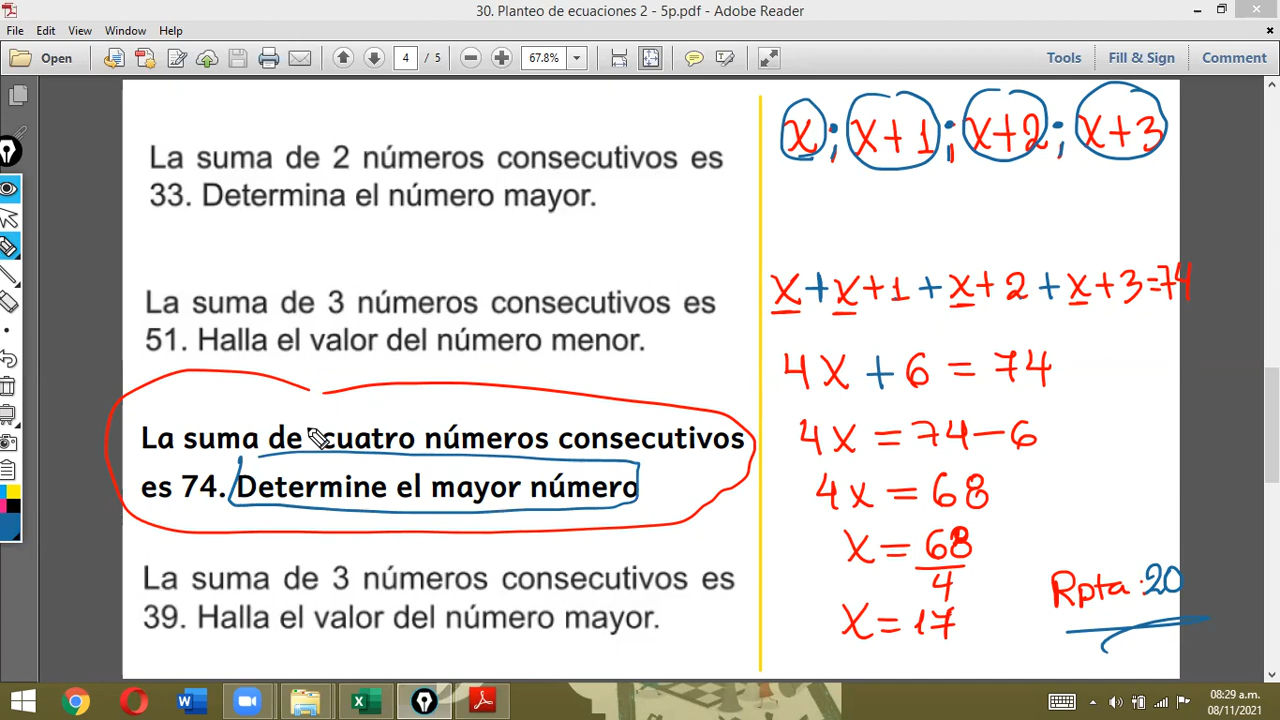 30. Planteo de ecuaciones 2 - 5p.pdf - Adobe Reader
File Edit View Window Help
Open 4 / 5 67.8% Tools Fill & Sign Comment
x ; x+1 ; x+2 ; x+3
La suma de 2 números consecutivos es
33. Determina el número mayor.
La suma de 3 números consecutivos es
51. Halla el valor del número menor.
La suma de cuatro números consecutivos
es 74. Determine el mayor número
La suma de 3 números consecutivos es
39. Halla el valor del número mayor.
x+x+1+x+2+x+3=74
4x+6=74
4x=74-6
4x=68
x=68/4
x=17
Rpta: 20
08:29 a.m.
08/11/2021